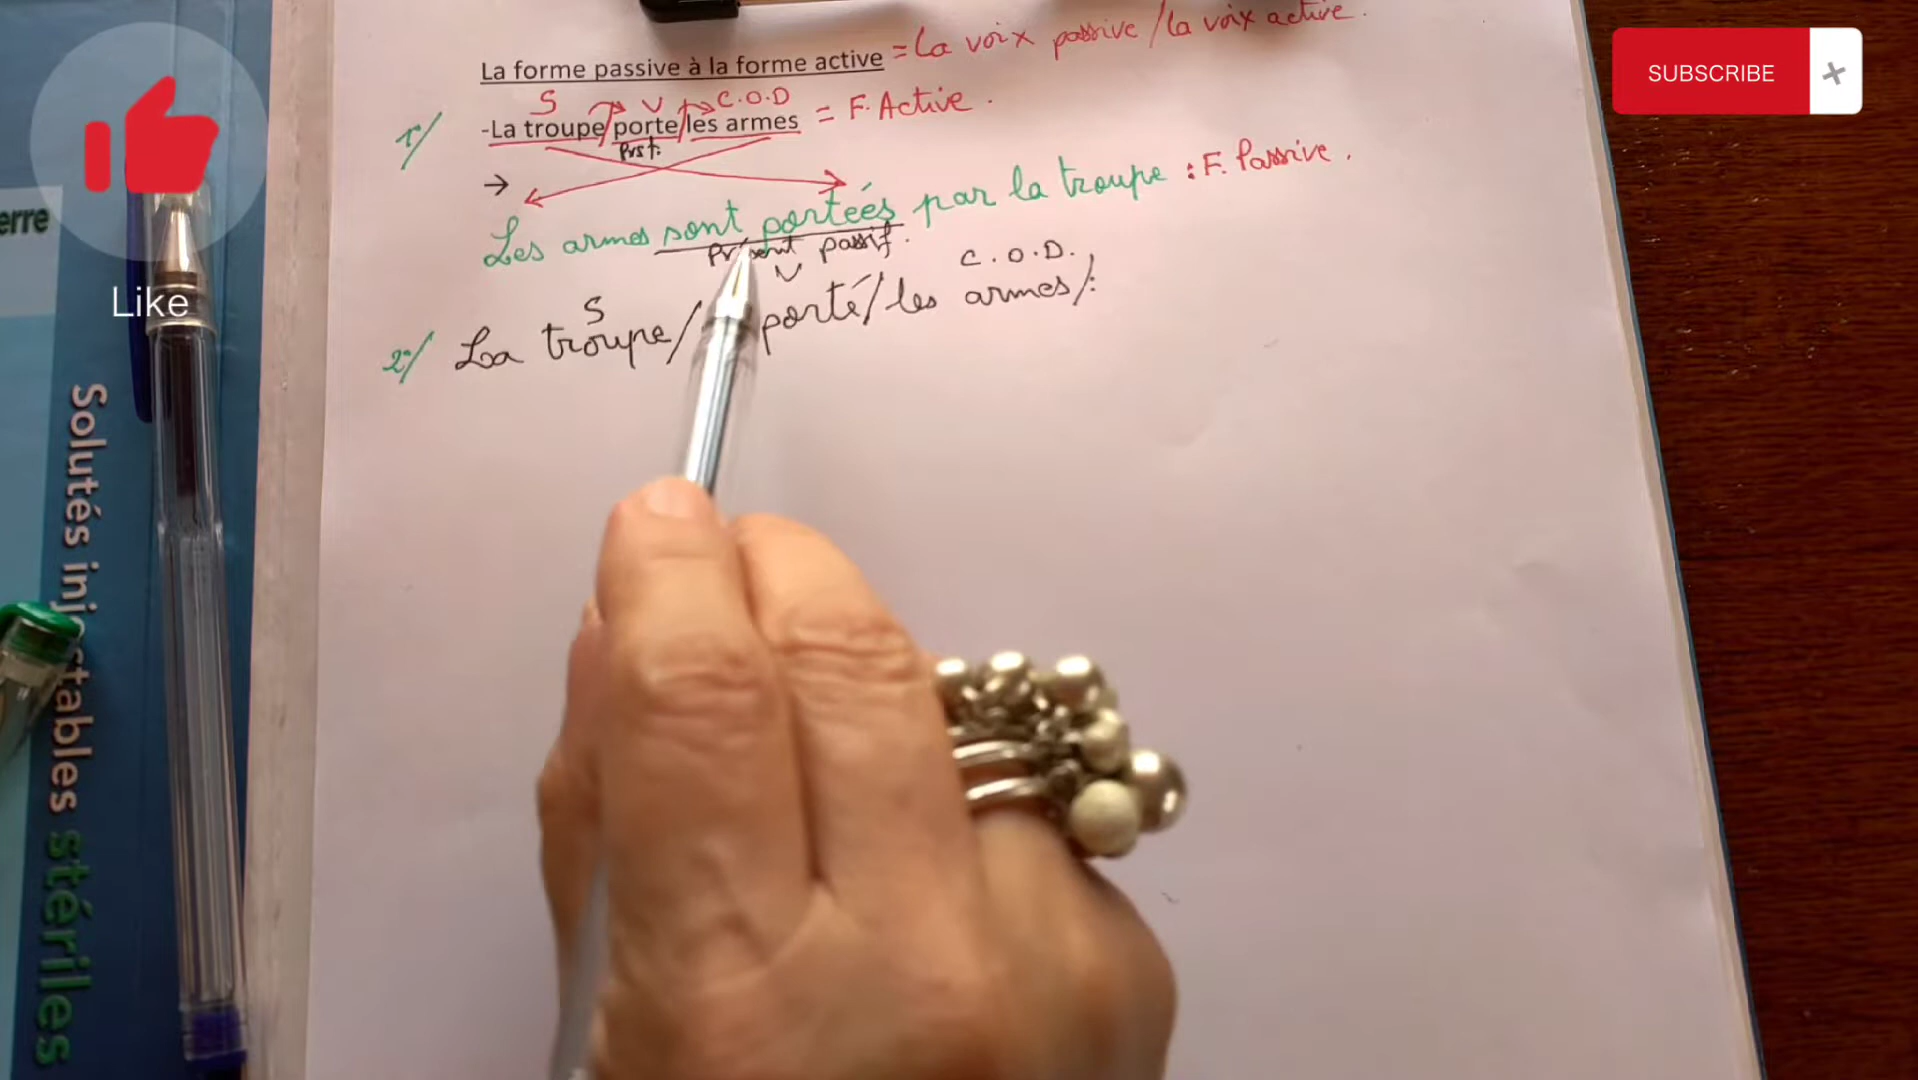 La forme passive à la forme active = La voix passive / la voix active.
S V C.O.D
1°/ -La troupe/porte/les armes = F. Active.
Prst.
→
Les armes sont portées par la troupe : F. Passive.
Présent passif.
S V C.O.D.
2°/ La troupe/ porté/les armes/:
SUBSCRIBE
Like
erre
Solutés injectables stériles